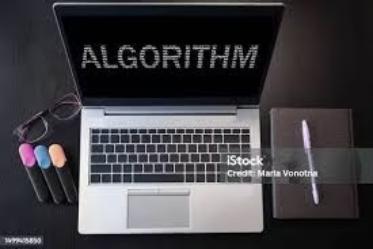 ALGORITHM
iStock
Credit: Maria Vonotna
1499415850